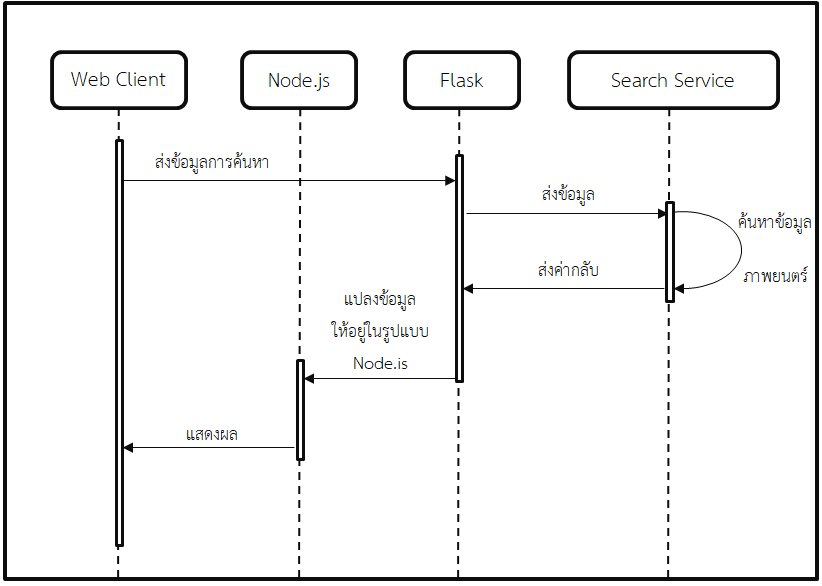 Web Client
Node.js
Flask
Search Service
ส่งข้อมูลการค้นหา
ส่งข้อมูล
ค้นหาข้อมูล
ภาพยนตร์
ส่งค่ากลับ
แปลงข้อมูล
ให้อยู่ในรูปแบบ
Node.is
แสดงผล